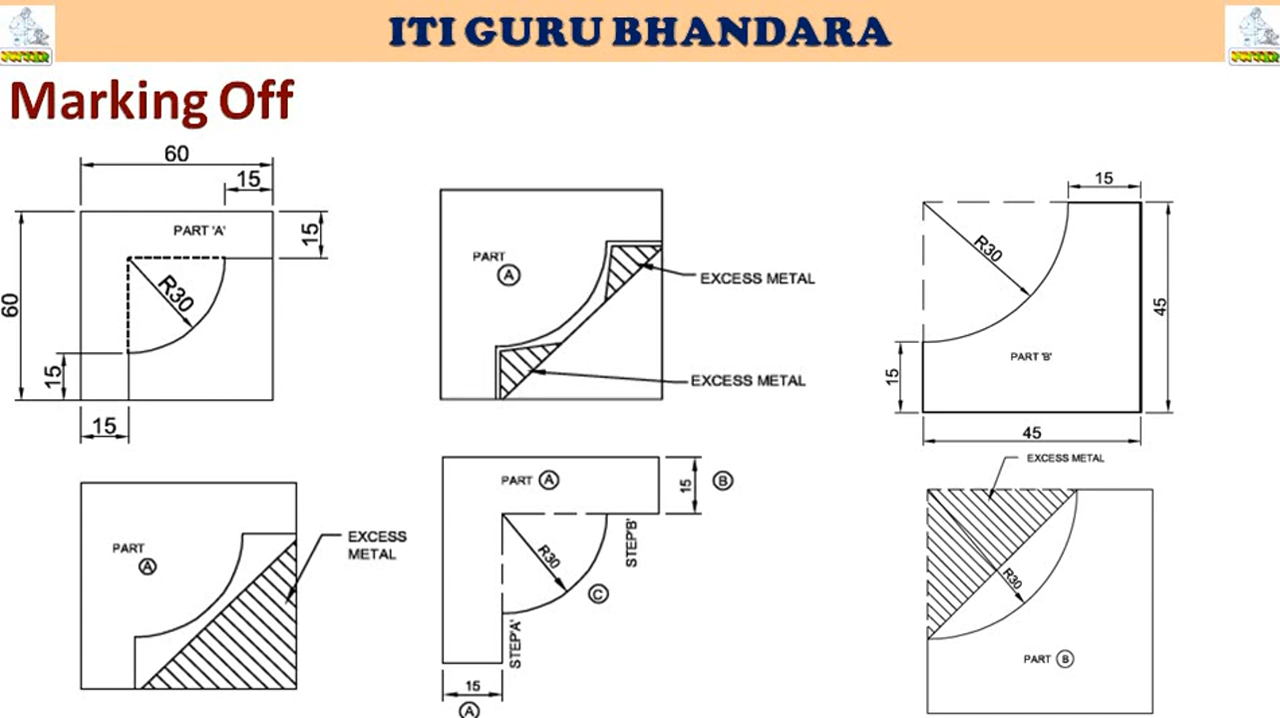 ITI GURU BHANDARA
Marking Off
60
15
PART 'A'
15
R30
60
15
15
PART
A
EXCESS METAL
EXCESS METAL
15
R30
45
PART 'B'
15
45
PART
A
EXCESS
METAL
PART A
15
B
R30
STEP'B'
C
STEP'A'
15
A
EXCESS METAL
R30
PART B